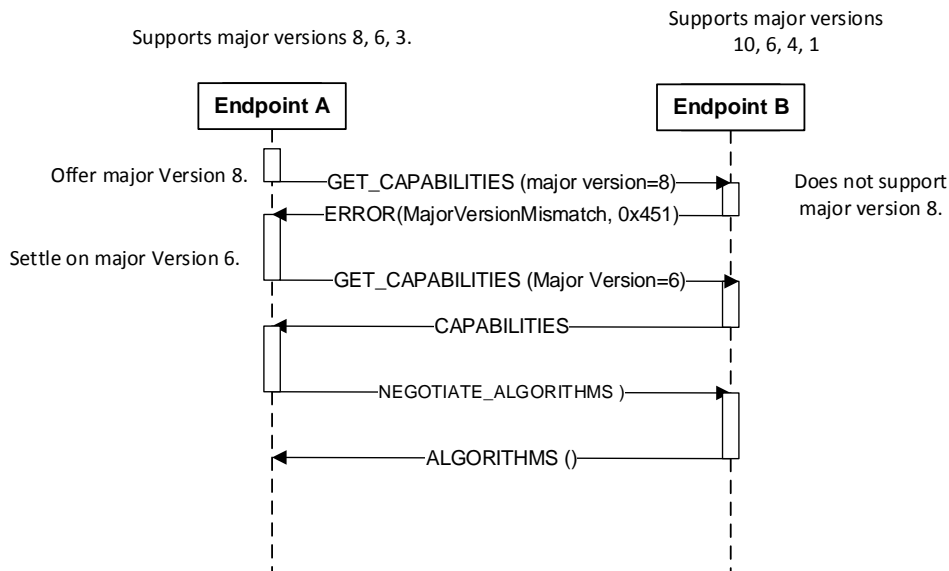 Supports major versions 8, 6, 3.
Supports major versions
10, 6, 4, 1
Endpoint A
Endpoint B
Offer major Version 8.
GET_CAPABILITIES (major version=8)
Does not support
major version 8.
ERROR(MajorVersionMismatch, 0x451)
Settle on major Version 6.
GET_CAPABILITIES (Major Version=6)
CAPABILITIES
NEGOTIATE_ALGORITHMS )
ALGORITHMS ()